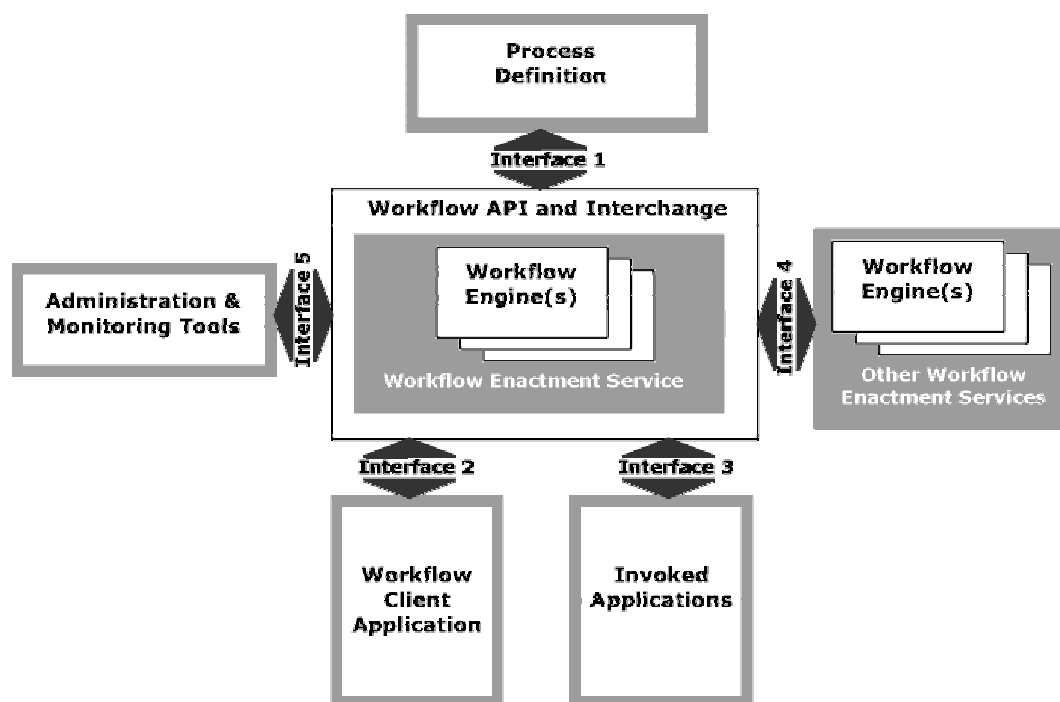 Process
Definition
Interface 1
Workflow API and Interchange
Workflow
Engine(s)
Workflow Enactment Service
Interface 5
Administration &
Monitoring Tools
Interface 4
Workflow
Engine(s)
Other Workflow
Enactment Services
Interface 2
Interface 3
Workflow
Client
Application
Invoked
Applications